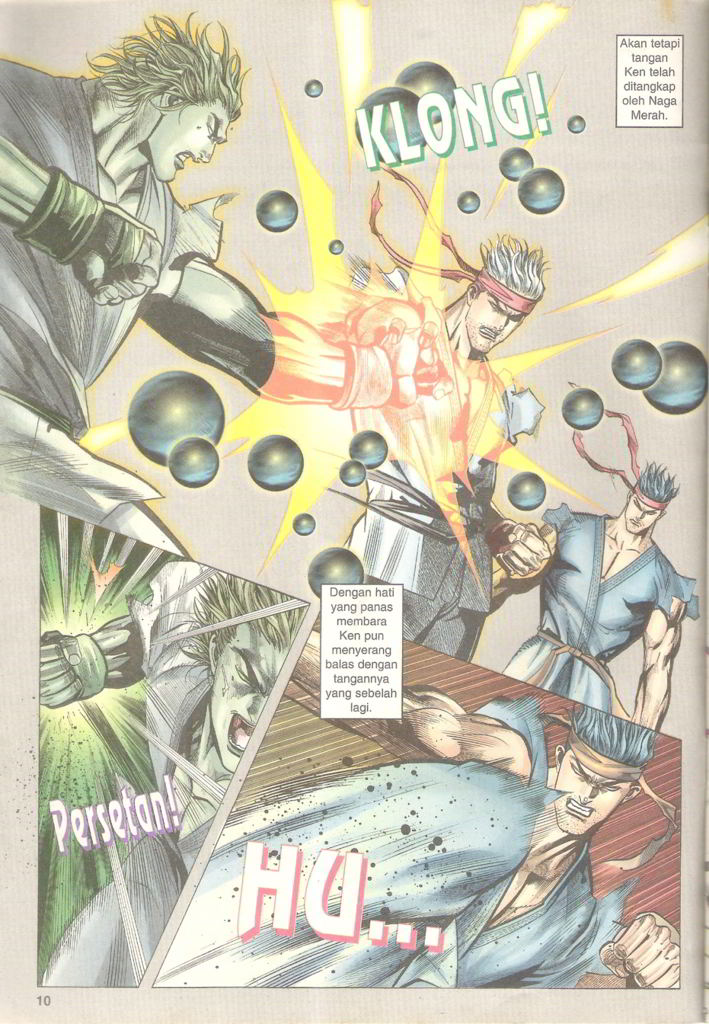 Akan tetapi
tangan
Ken telah
ditangkap
oleh Naga
Merah.
KLONG!
Dengan hati
yang panas
membara
Ken pun
menyerang
balas dengan
tangannya
yang sebelah
lagi.
Persetan!
HU...
10